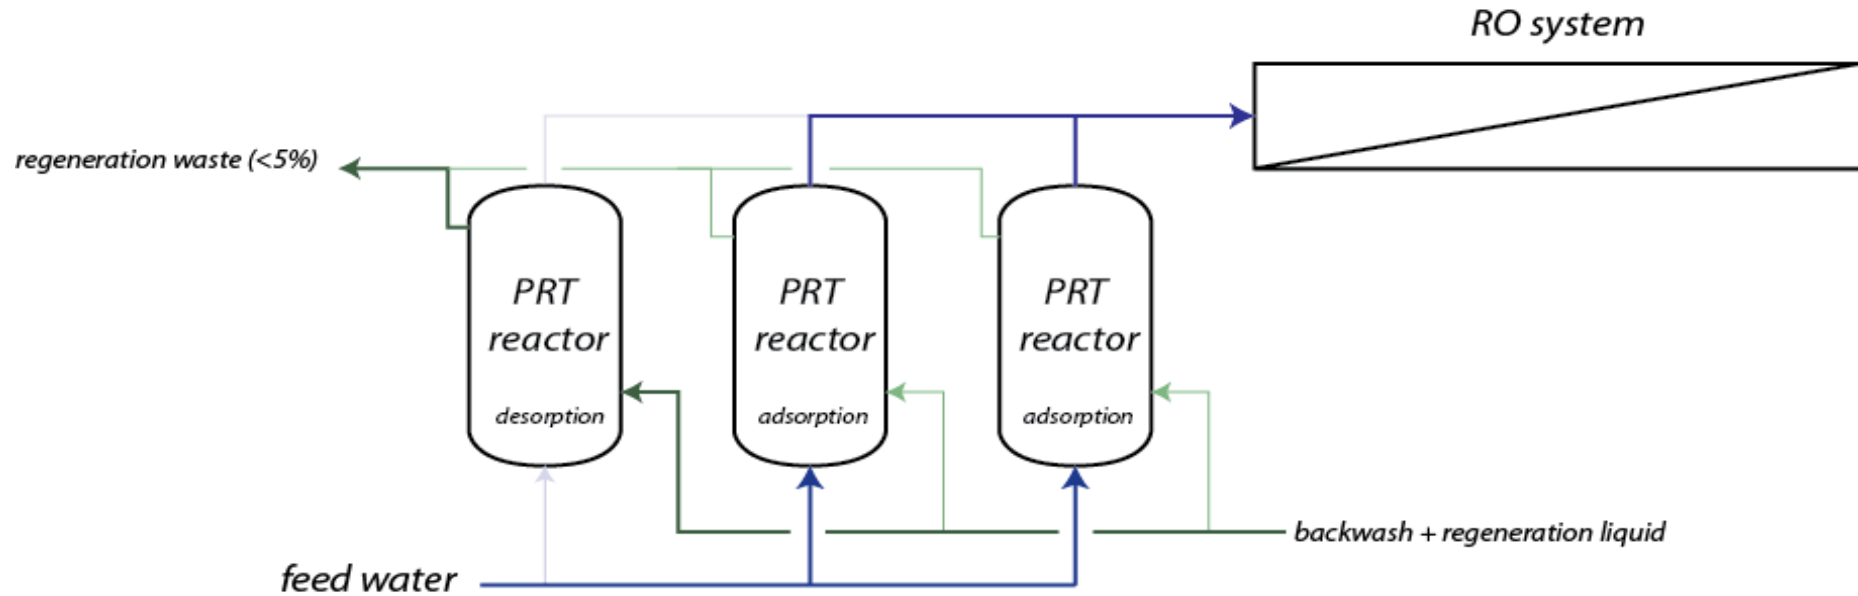 RO system
regeneration waste (<5%)
PRT
reactor
desorption
PRT
reactor
adsorption
PRT
reactor
adsorption
backwash + regeneration liquid
feed water